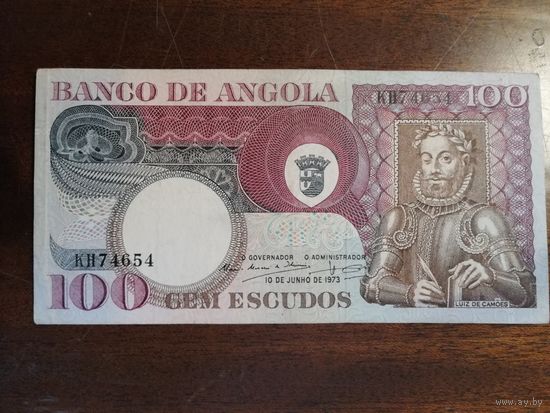 BANCO DE ANGOLA
KH74654
100
KH74654
O GOVERNADOR O ADMINISTRADOR
10 DE JUNHO DE 1973
100
CEM ESCUDOS
LUIZ DE CAMÕES
www.ay.by